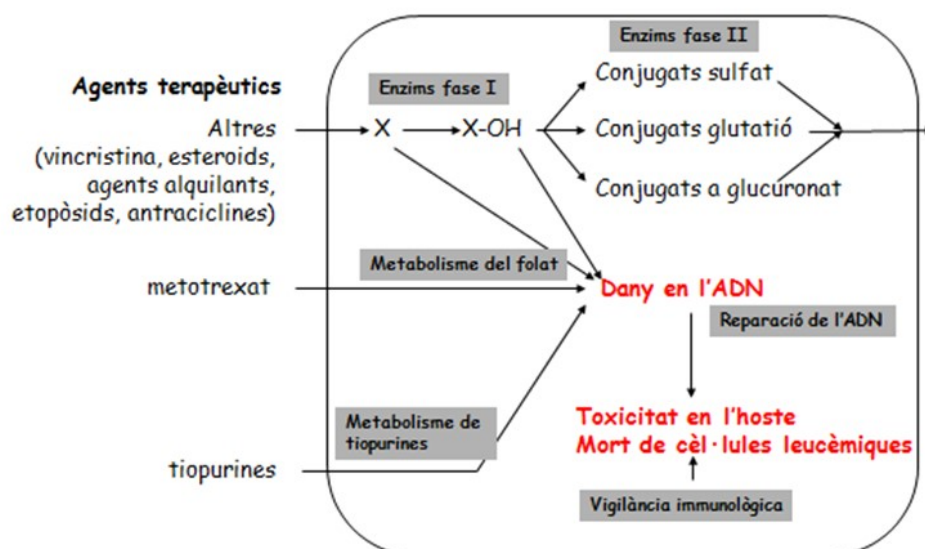 Enzims fase II
Agents terapèutics
Enzims fase I
Conjugats sulfat
Altres
(vincristina, esteroids,
agents alquilants,
etopòsids, antraciclines)
X
X-OH
Conjugats glutatió
Conjugats a glucuronat
Metabolisme del folat
metotrexat
Dany en l'ADN
Reparació de l'ADN
Metabolisme de
tiopurines
Toxicitat en l'hoste
Mort de cèl·lules leucèmiques
tiopurines
Vigilància immunològica